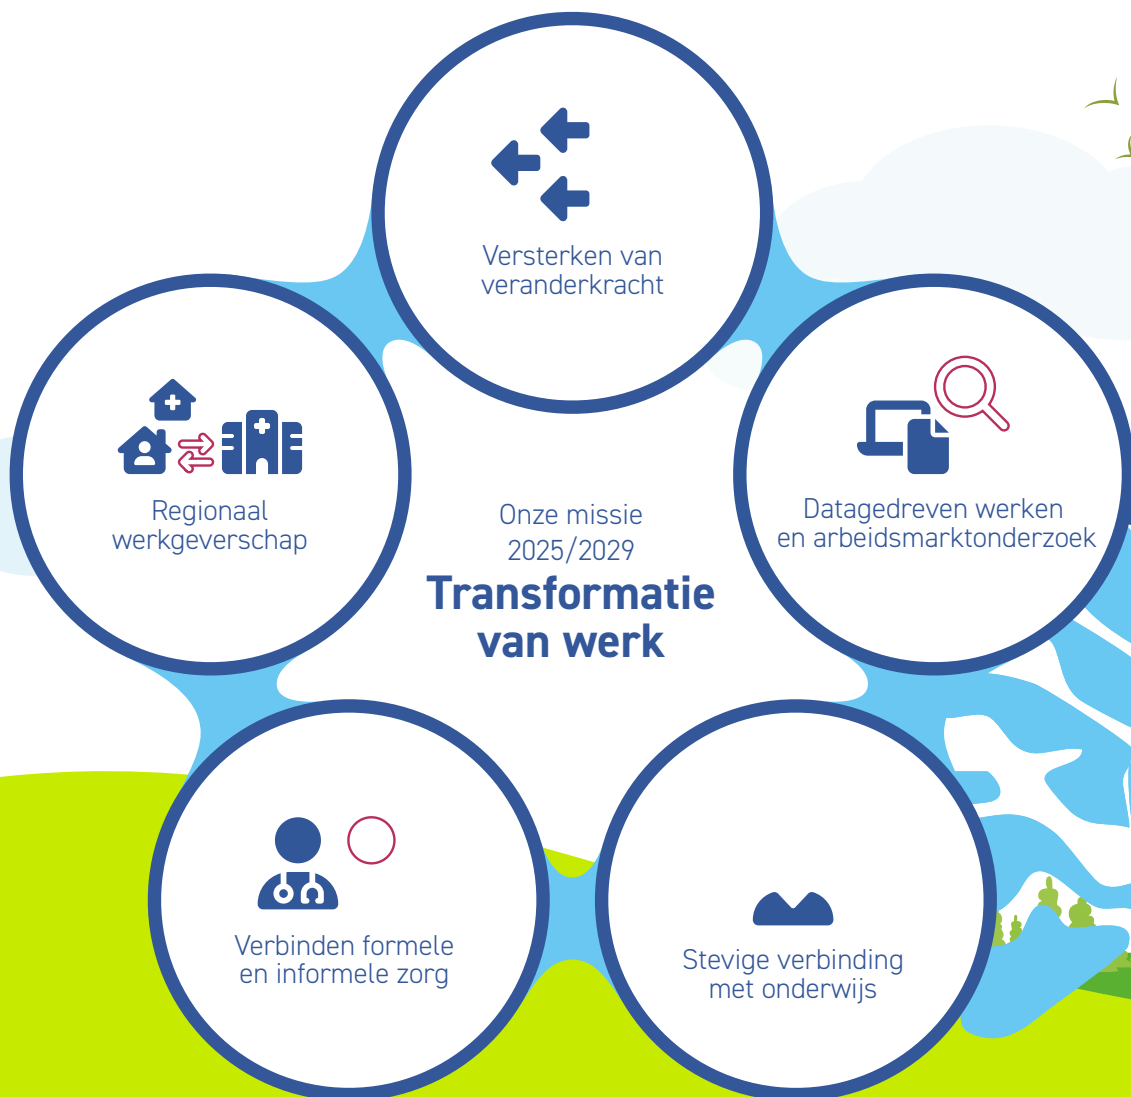 Versterken van
veranderkracht
Regionaal
werkgeverschap
Datagedreven werken
en arbeidsmarktonderzoek
Onze missie
2025/2029
Transformatie
van werk
Verbinden formele
en informele zorg
Stevige verbinding
met onderwijs